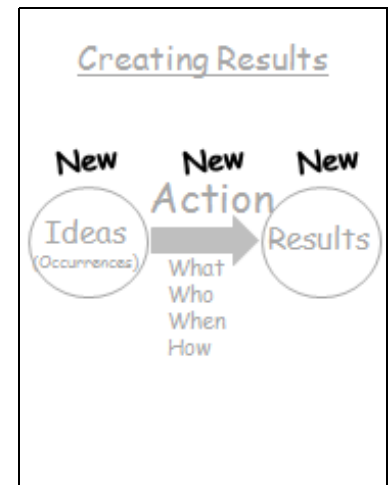 Creating Results
New New New
Action
Ideas Results
(Occurrences)
What
Who
When
How